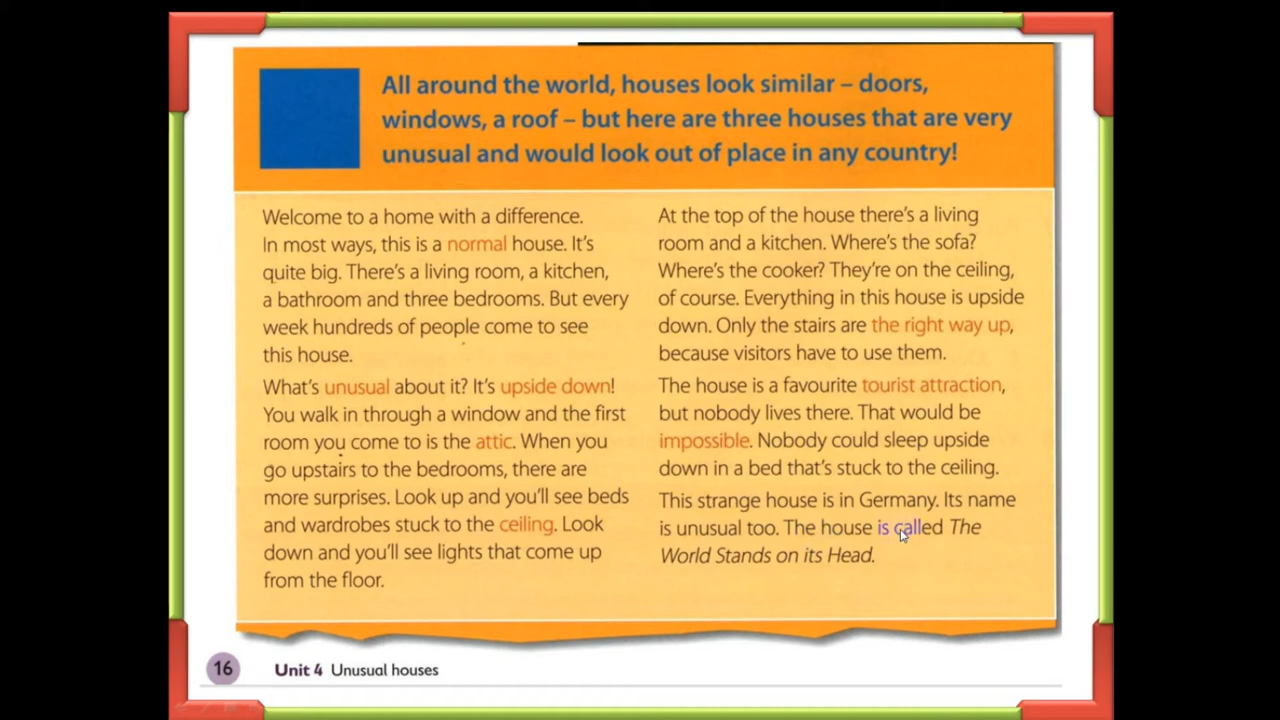 All around the world, houses look similar – doors,
windows, a roof – but here are three houses that are very
unusual and would look out of place in any country!
Welcome to a home with a difference.
In most ways, this is a normal house. It's
quite big. There's a living room, a kitchen,
a bathroom and three bedrooms. But every
week hundreds of people come to see
this house.
What's unusual about it? It's upside down!
You walk in through a window and the first
room you come to is the attic. When you
go upstairs to the bedrooms, there are
more surprises. Look up and you'll see beds
and wardrobes stuck to the ceiling. Look
down and you'll see lights that come up
from the floor.
At the top of the house there's a living
room and a kitchen. Where's the sofa?
Where's the cooker? They're on the ceiling,
of course. Everything in this house is upside
down. Only the stairs are the right way up,
because visitors have to use them.
The house is a favourite tourist attraction,
but nobody lives there. That would be
impossible. Nobody could sleep upside
down in a bed that's stuck to the ceiling.
This strange house is in Germany. Its name
is unusual too. The house is called The
World Stands on its Head.
16 Unit 4 Unusual houses